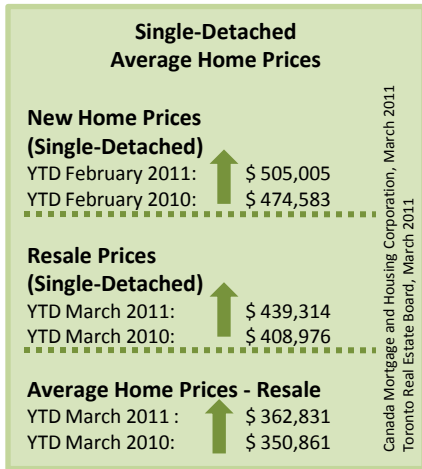 Single-Detached
Average Home Prices
New Home Prices
(Single-Detached)
YTD February 2011: $ 505,005
YTD February 2010: $ 474,583
Resale Prices
(Single-Detached)
YTD March 2011: $ 439,314
YTD March 2010: $ 408,976
Average Home Prices - Resale
YTD March 2011 : $ 362,831
YTD March 2010: $ 350,861
Canada Mortgage and Housing Corporation, March 2011
Toronto Real Estate Board, March 2011